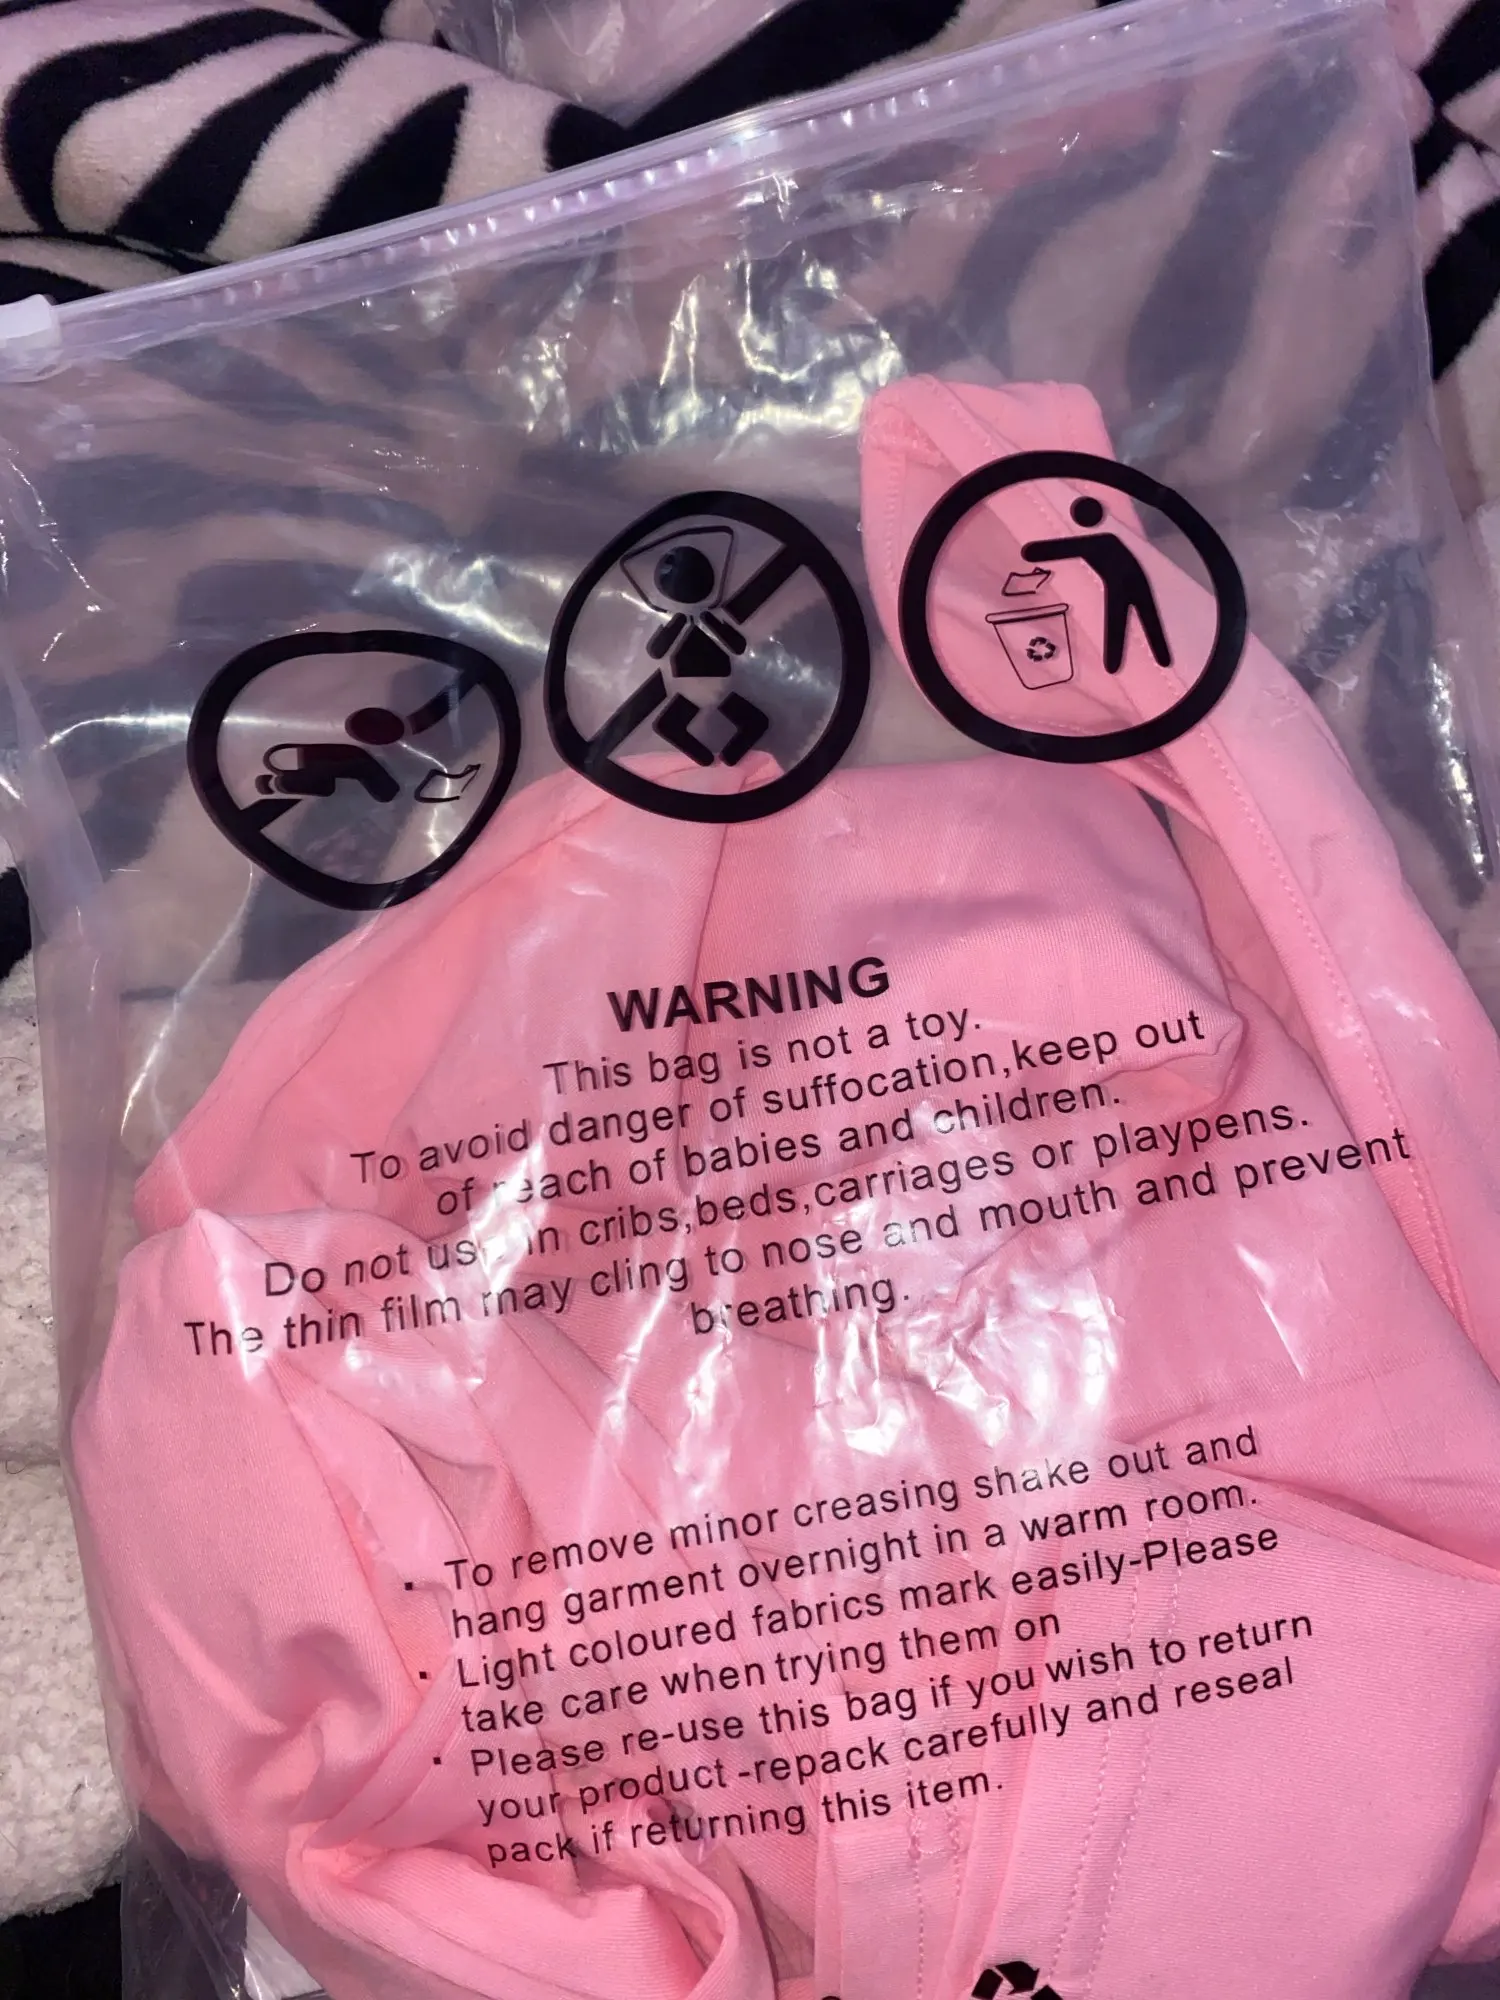 WARNING
This bag is not a toy.
To avoid danger of suffocation,keep out
of reach of babies and children.
Do not use in cribs,beds,carriages or playpens.
The thin film may cling to nose and mouth and prevent
breathing.
· To remove minor creasing shake out and
hang garment overnight in a warm room.
· Light coloured fabrics mark easily-Please
take care when trying them on
· Please re-use this bag if you wish to return
your product -repack carefully and reseal
pack if returning this item.